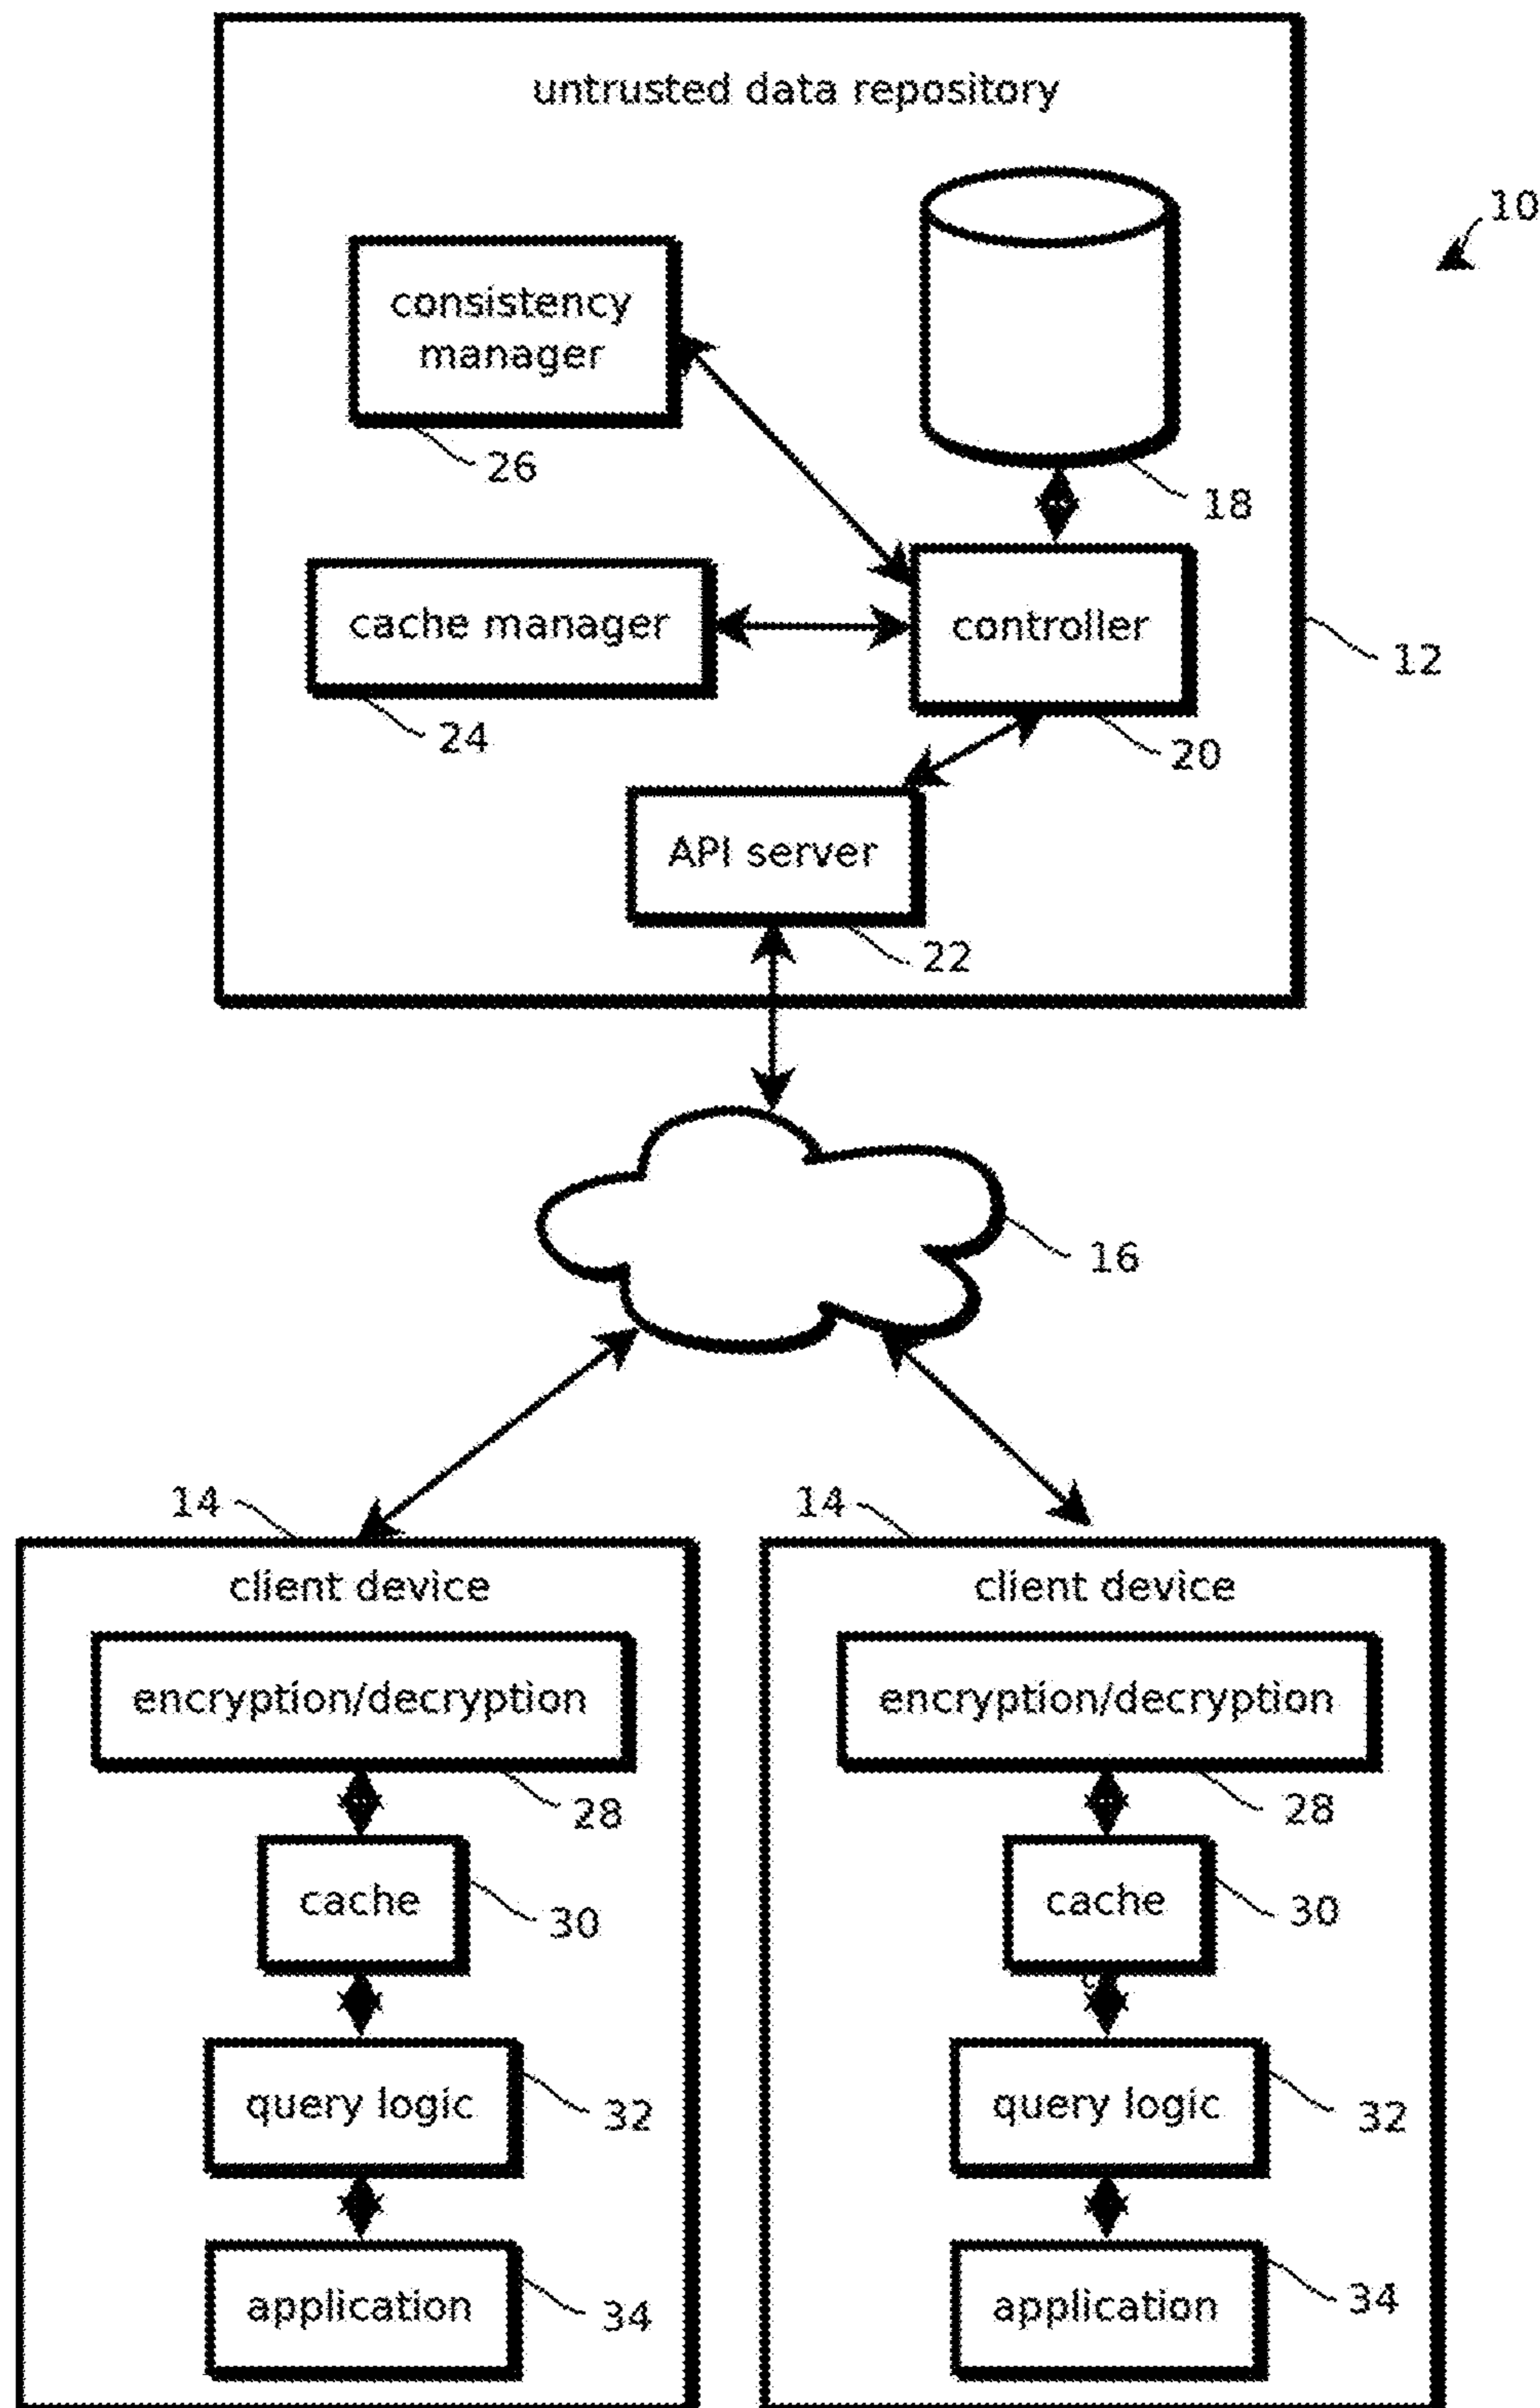 untrusted data repository
10
consistency
manager
26
18
cache manager
controller
12
24
20
API server
22
16
14
14
client device
client device
encryption/decryption
encryption/decryption
28
28
cache
cache
30
30
query logic
query logic
32
32
application
application
34
34